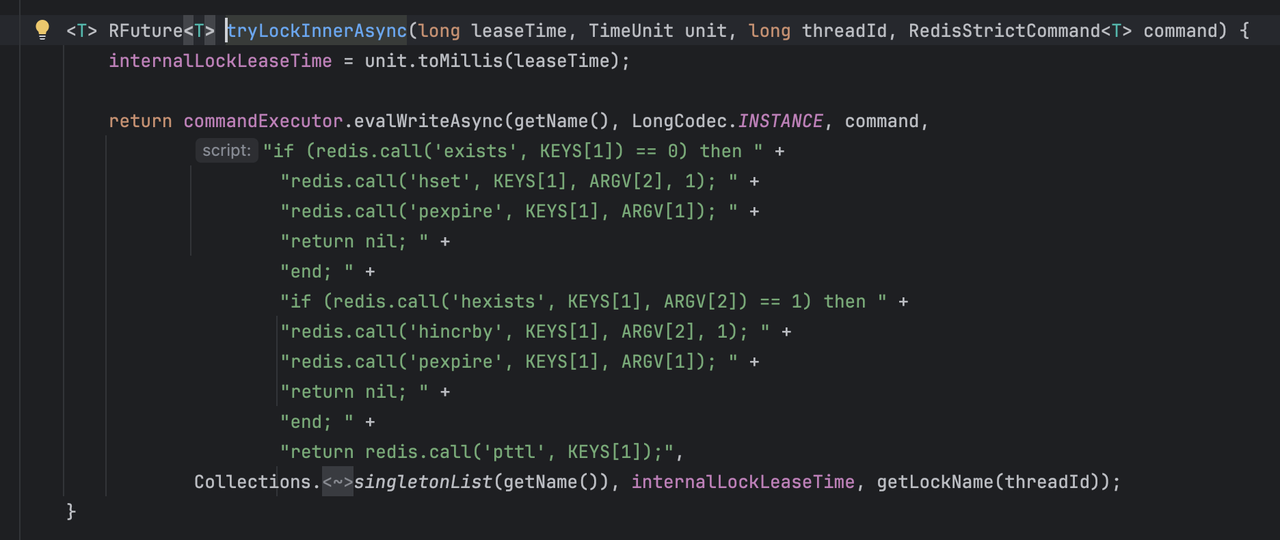 <T> RFuture<T> tryLockInnerAsync(long leaseTime, TimeUnit unit, long threadId, RedisStrictCommand<T> command) {
internalLockLeaseTime = unit.toMillis(leaseTime);
return commandExecutor.evalWriteAsync(getName(), LongCodec.INSTANCE, command,
script: "if (redis.call('exists', KEYS[1]) == 0) then " +
"redis.call('hset', KEYS[1], ARGV[2], 1); " +
"redis.call('pexpire', KEYS[1], ARGV[1]); " +
"return nil; " +
"end; " +
"if (redis.call('hexists', KEYS[1], ARGV[2]) == 1) then " +
"redis.call('hincrby', KEYS[1], ARGV[2], 1); " +
"redis.call('pexpire', KEYS[1], ARGV[1]); " +
"return nil; " +
"end; " +
"return redis.call('pttl', KEYS[1]);",
Collections.<~>singletonList(getName()), internalLockLeaseTime, getLockName(threadId));
}